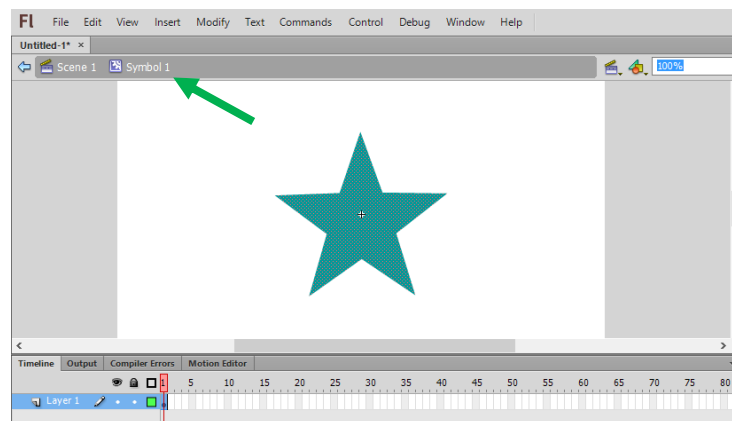 Fl File Edit View Insert Modify Text Commands Control Debug Window Help
Untitled-1* ×
Scene 1 Symbol 1 100%
Timeline Output Compiler Errors Motion Editor
1 5 10 15 20 25 30 35 40 45 50 55 60 65 70 75 80
Layer 1